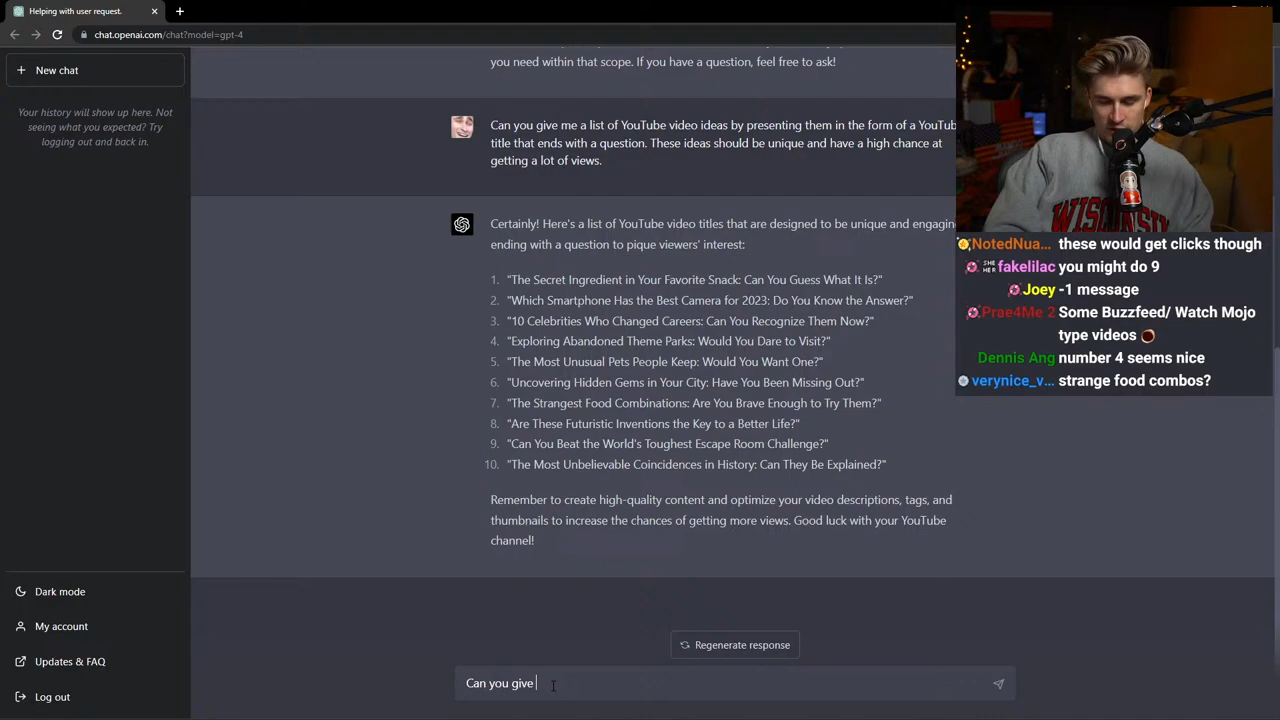 Helping with user request.
chat.openai.com/chat?model=gpt-4
New chat
Your history will show up here. Not
seeing what you expected? Try
logging out and back in.
Dark mode
My account
Updates & FAQ
Log out
you need within that scope. If you have a question, feel free to ask!
Can you give me a list of YouTube video ideas by presenting them in the form of a YouTub
title that ends with a question. These ideas should be unique and have a high chance at
getting a lot of views.
Certainly! Here's a list of YouTube video titles that are designed to be unique and engagin
ending with a question to pique viewers' interest:
1. "The Secret Ingredient in Your Favorite Snack: Can You Guess What It Is?"
2. "Which Smartphone Has the Best Camera for 2023: Do You Know the Answer?"
3. "10 Celebrities Who Changed Careers: Can You Recognize Them Now?"
4. "Exploring Abandoned Theme Parks: Would You Dare to Visit?"
5. "The Most Unusual Pets People Keep: Would You Want One?"
6. "Uncovering Hidden Gems in Your City: Have You Been Missing Out?"
7. "The Strangest Food Combinations: Are You Brave Enough to Try Them?"
8. "Are These Futuristic Inventions the Key to a Better Life?"
9. "Can You Beat the World's Toughest Escape Room Challenge?"
10. "The Most Unbelievable Coincidences in History: Can They Be Explained?"
Remember to create high-quality content and optimize your video descriptions, tags, and
thumbnails to increase the chances of getting more views. Good luck with your YouTube
channel!
Regenerate response
Can you give
WISCONSIN
NotedNua... these would get clicks though
SHE HER fakelilac you might do 9
Joey -1 message
Prae4Me 2 Some Buzzfeed/ Watch Mojo
type videos
Dennis Ang number 4 seems nice
verynice_v... strange food combos?